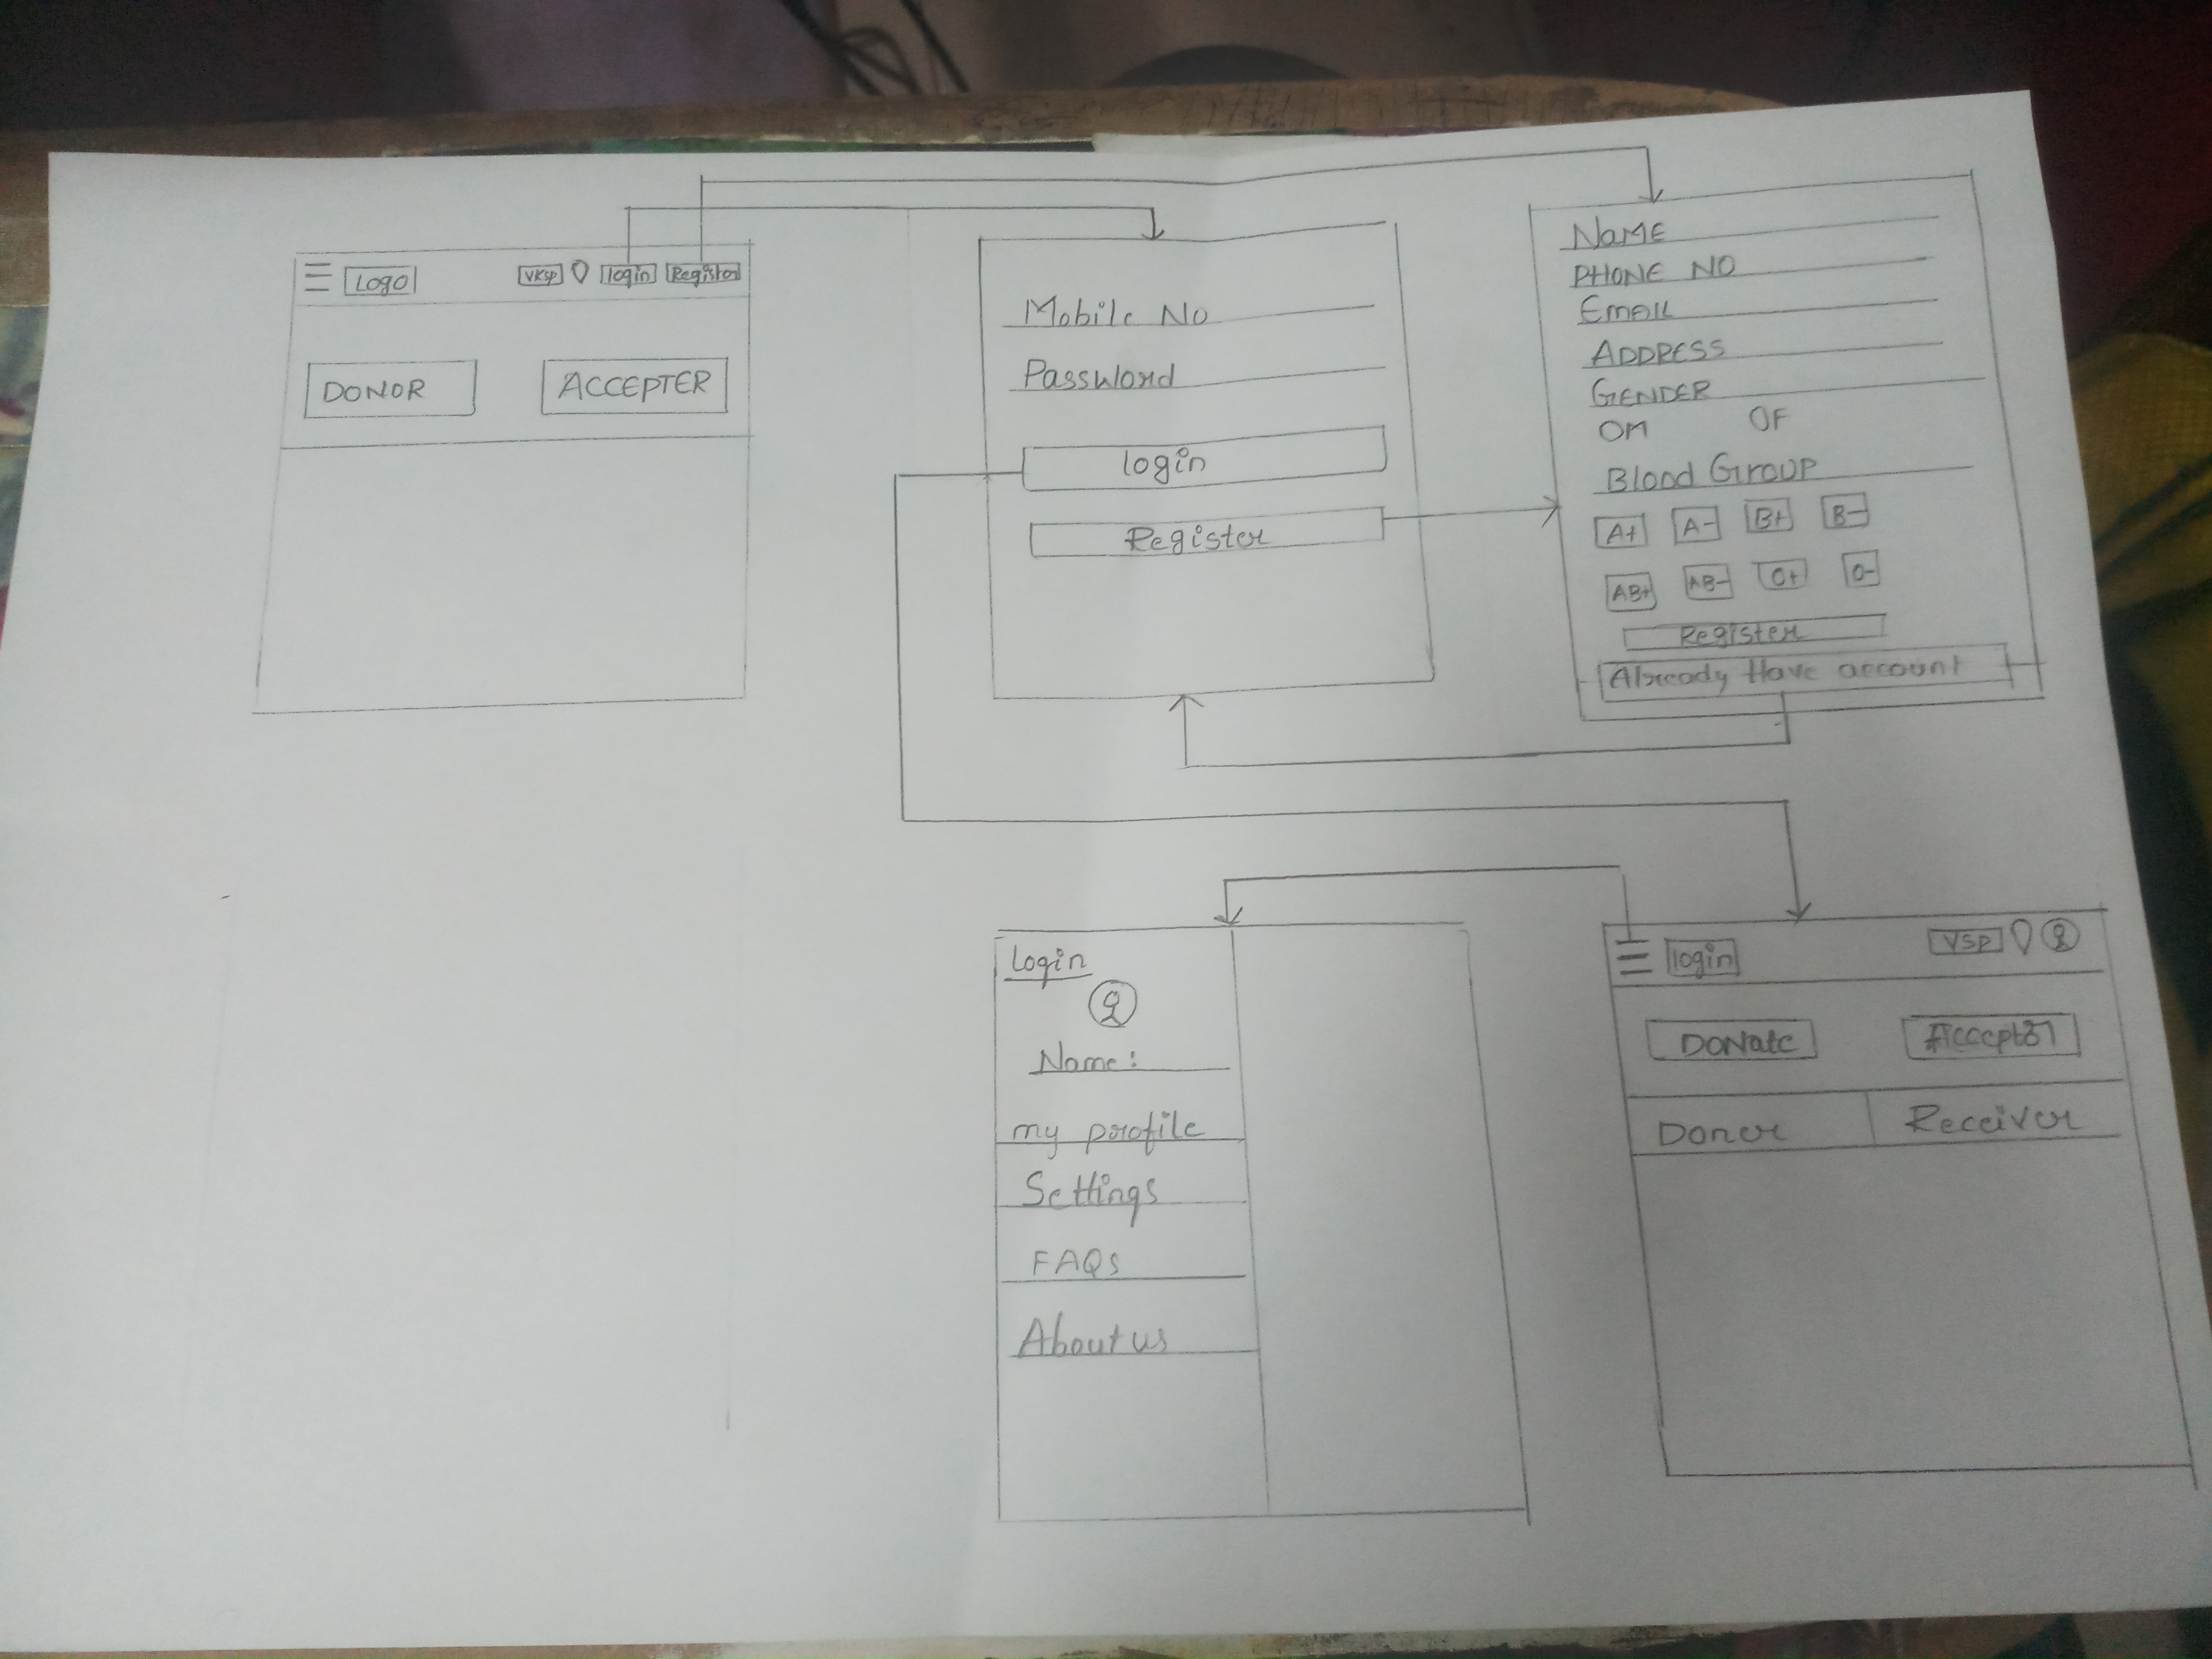 Logo VKsp login Register
DONOR ACCEPTER
Mobile No
Password
login
Register
NAME
PHONE NO
EMAIL
ADDRESS
GENDER
OM OF
Blood Group
A+ A- B+ B-
AB+ AB- O+ O-
Register
Already Have account
Login
Name:
my profile
Settings
FAQs
About us
login VSP
DONate Acceptor
Doner Receiver